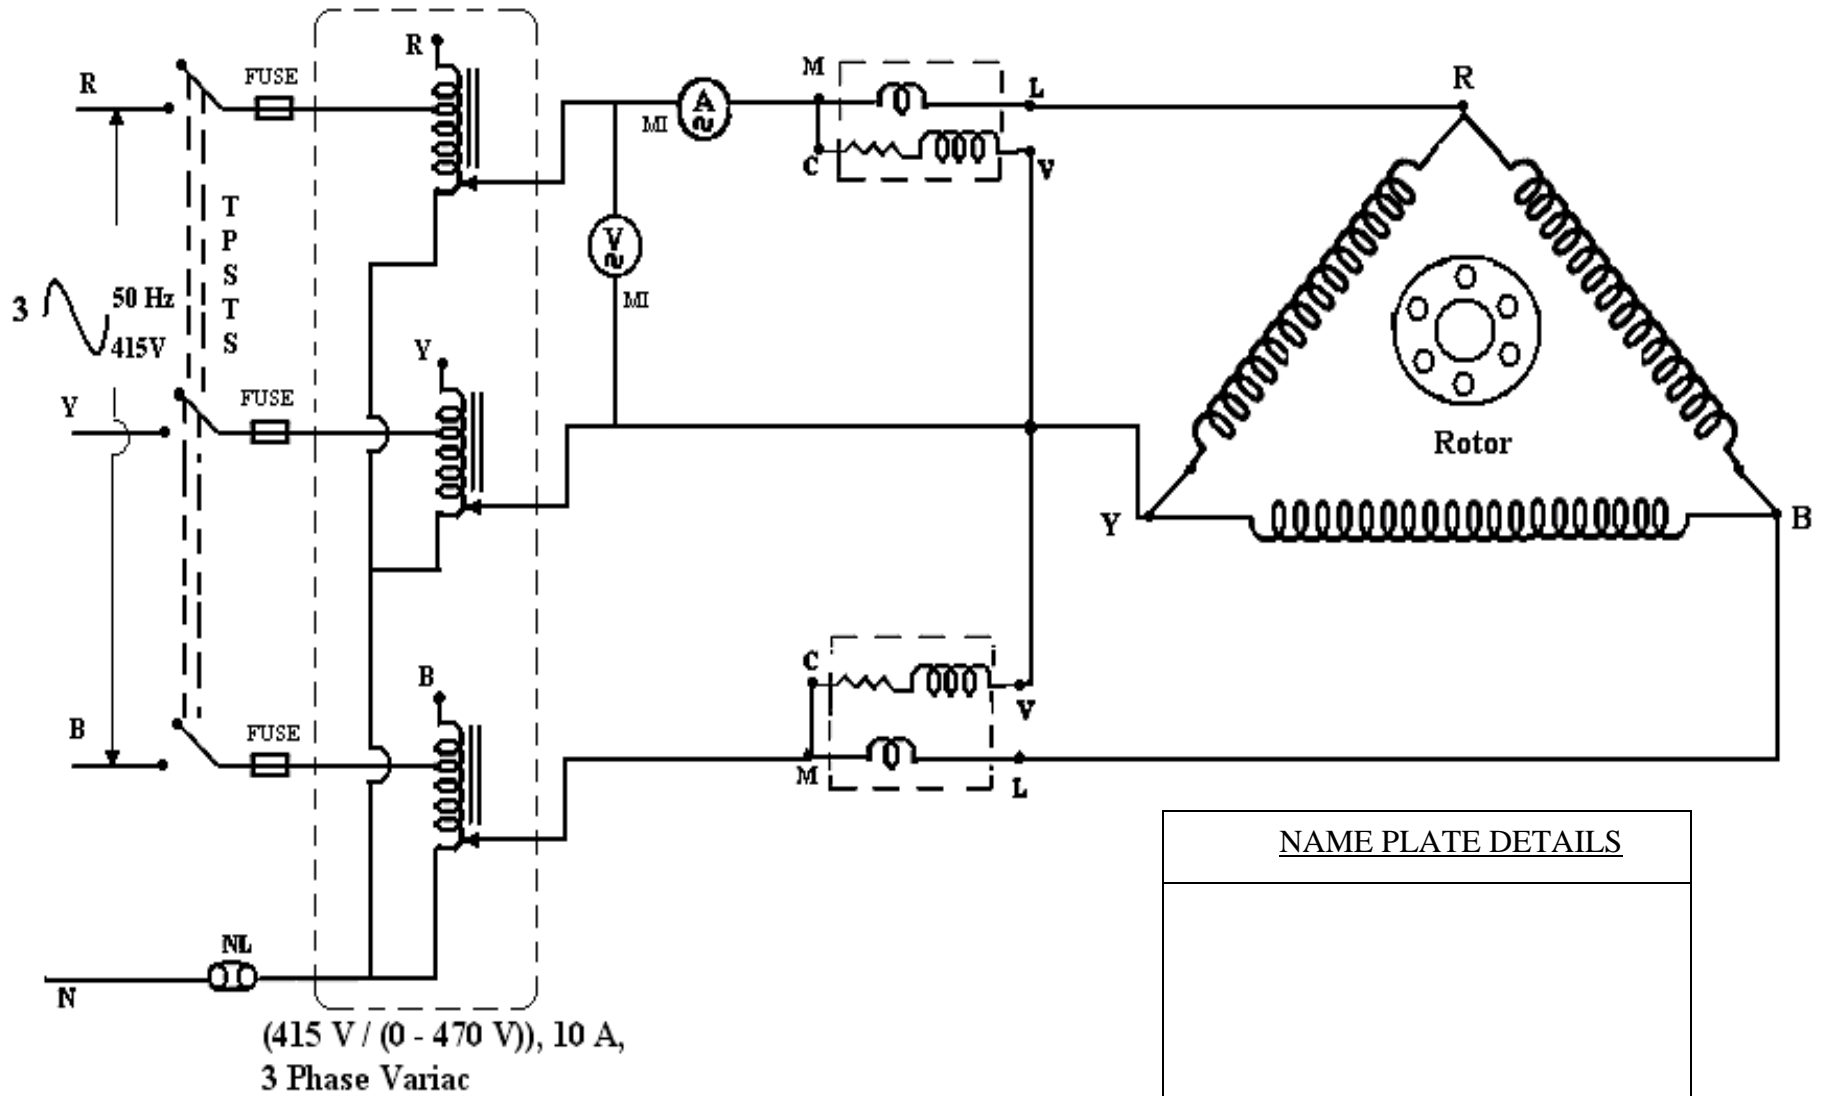 R
FUSE
R
M
L
R
A
MI
C
V
T
P
S
T
S
V
MI
3
50 Hz
415V
Y
Y
FUSE
Rotor
Y
B
B
FUSE
B
C
V
M
L
NAME PLATE DETAILS
NL
N
(415 V / (0 - 470 V)), 10 A,
3 Phase Variac